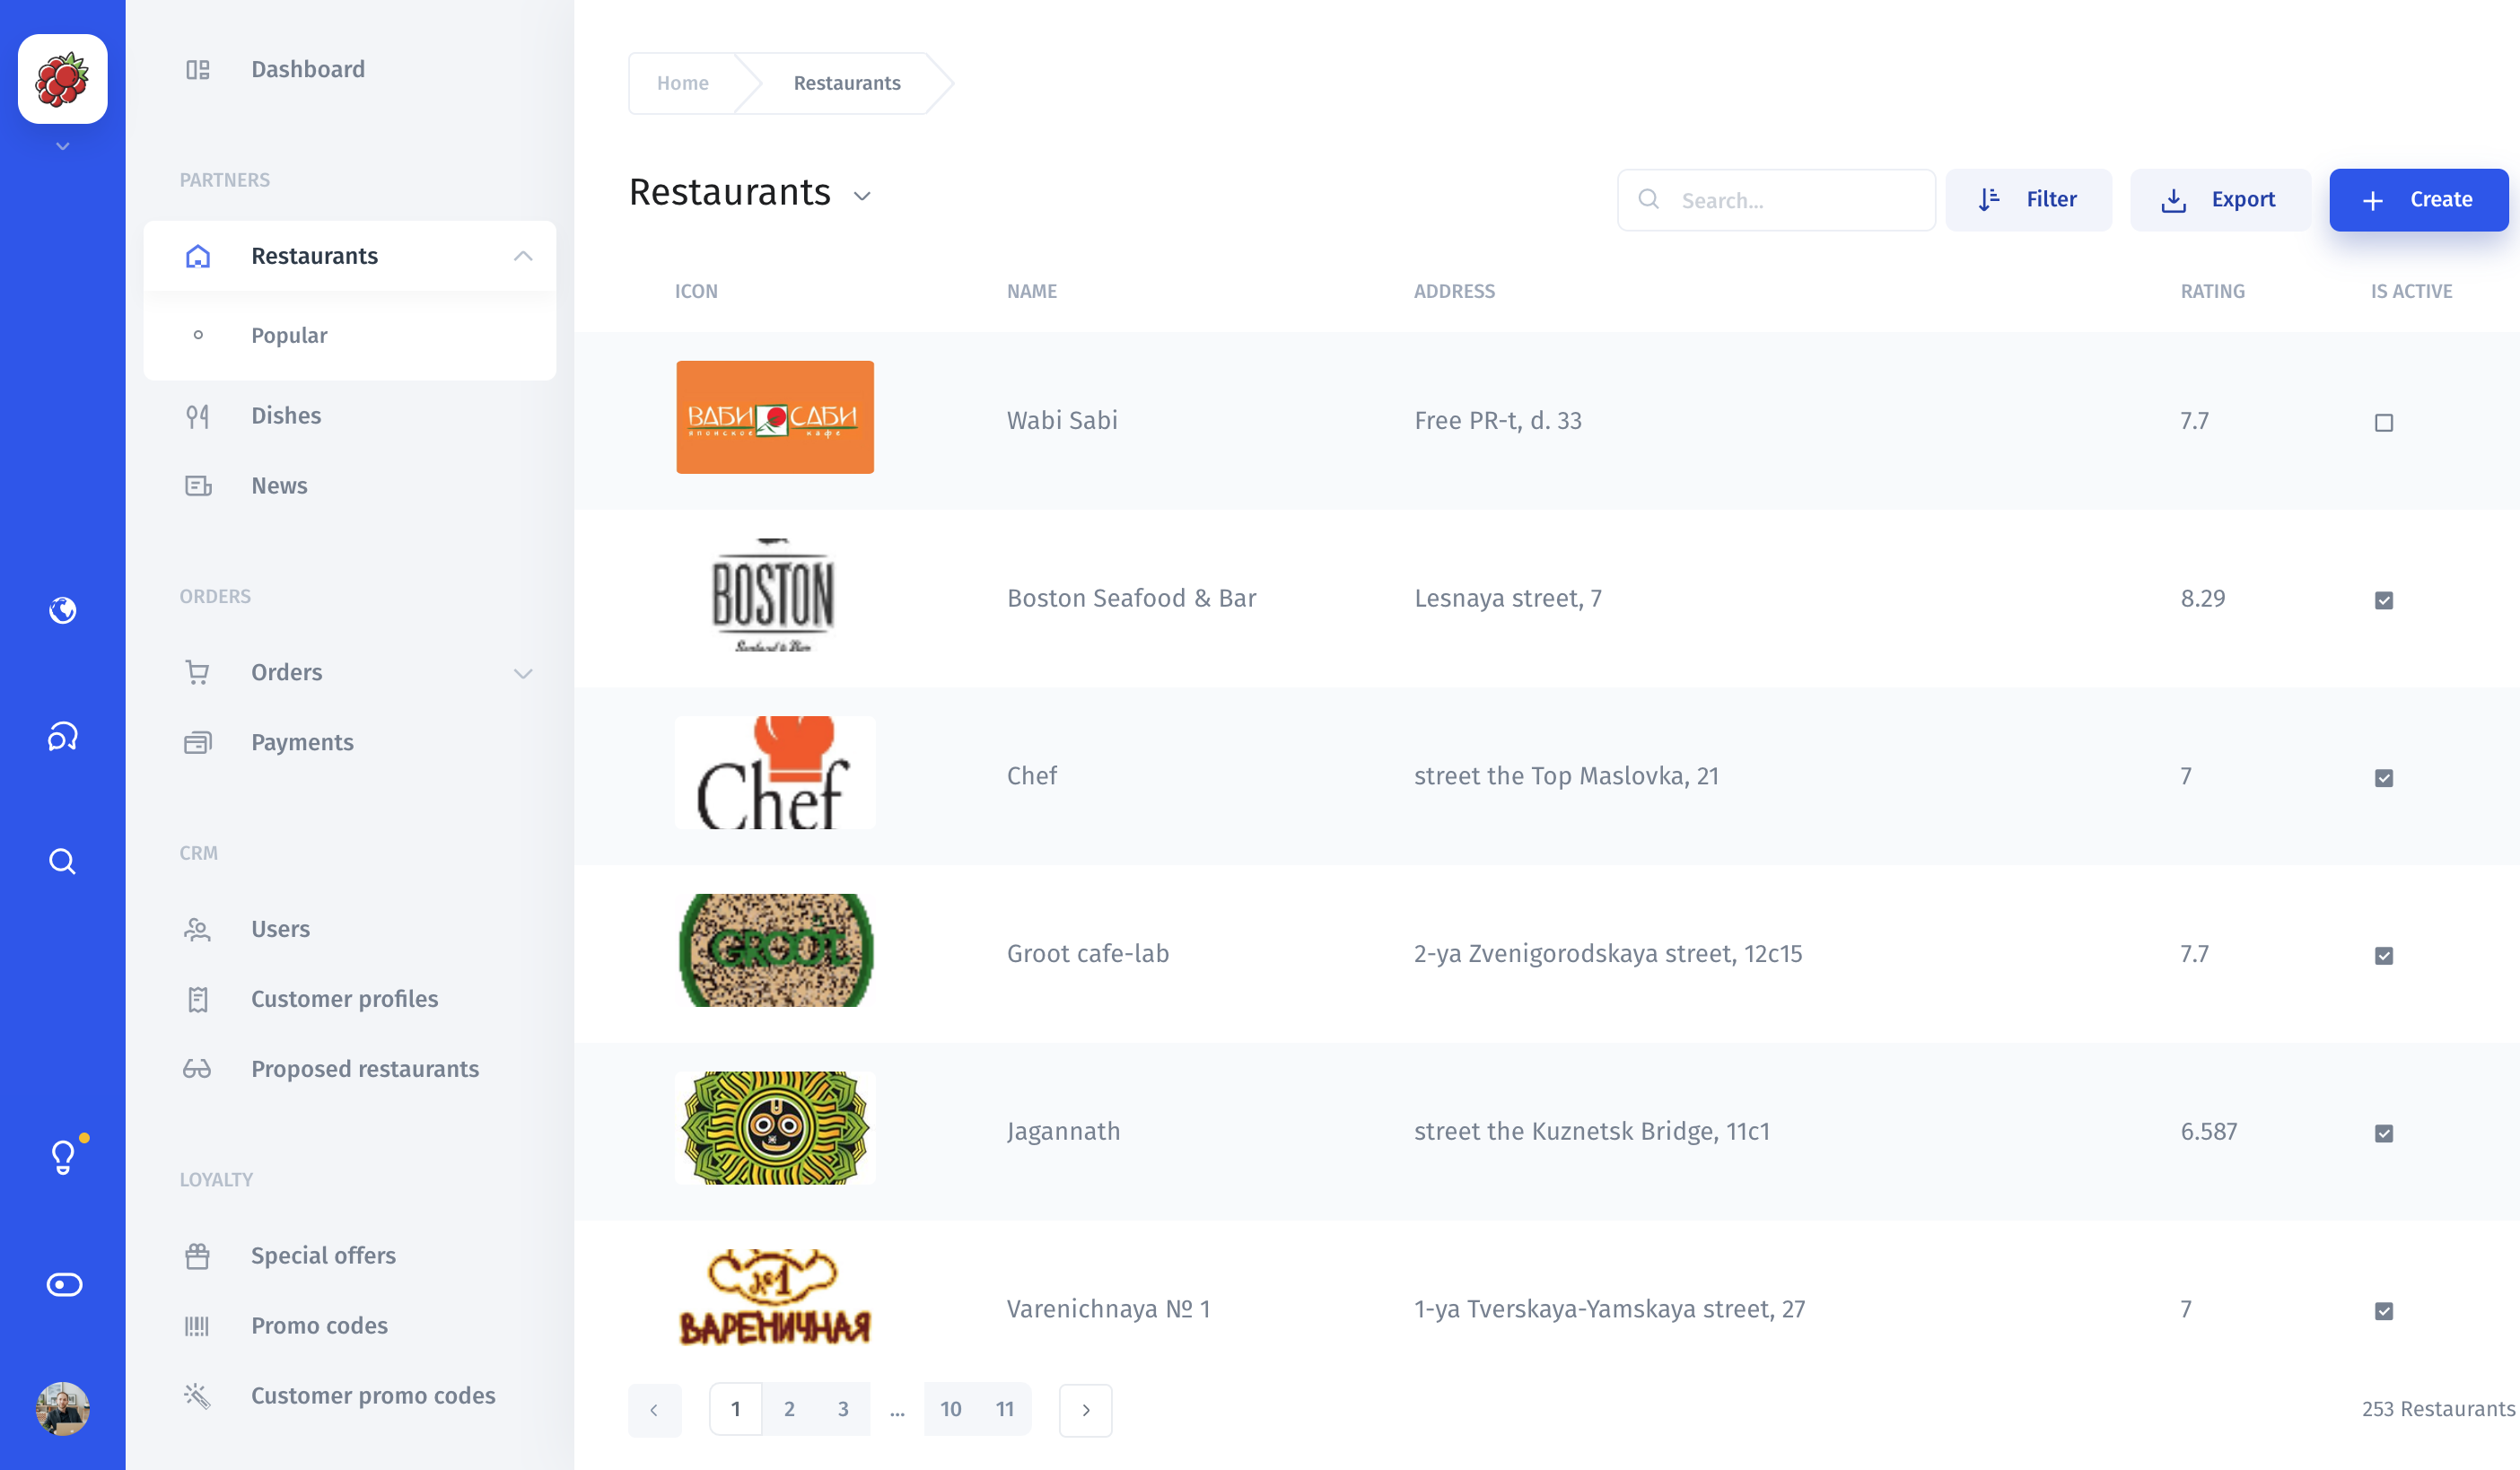 Dashboard
PARTNERS
Restaurants
Popular
Dishes
News
ORDERS
Orders
Payments
CRM
Users
Customer profiles
Proposed restaurants
LOYALTY
Special offers
Promo codes
Customer promo codes
Home
Restaurants
Restaurants
Search...
Filter
Export
Create
ICON NAME ADDRESS RATING IS ACTIVE
ВАБИ САБИ
японское кафе
Wabi Sabi Free PR-t, d. 33 7.7
BOSTON
Seafood & Bar
Boston Seafood & Bar Lesnaya street, 7 8.29
Chef
Chef street the Top Maslovka, 21 7
GROOT
Groot cafe-lab 2-ya Zvenigorodskaya street, 12c15 7.7
Jagannath street the Kuznetsk Bridge, 11c1 6.587
№1
ВАРЕНИЧНАЯ
Varenichnaya № 1 1-ya Tverskaya-Yamskaya street, 27 7
1 2 3 ... 10 11
253 Restaurants